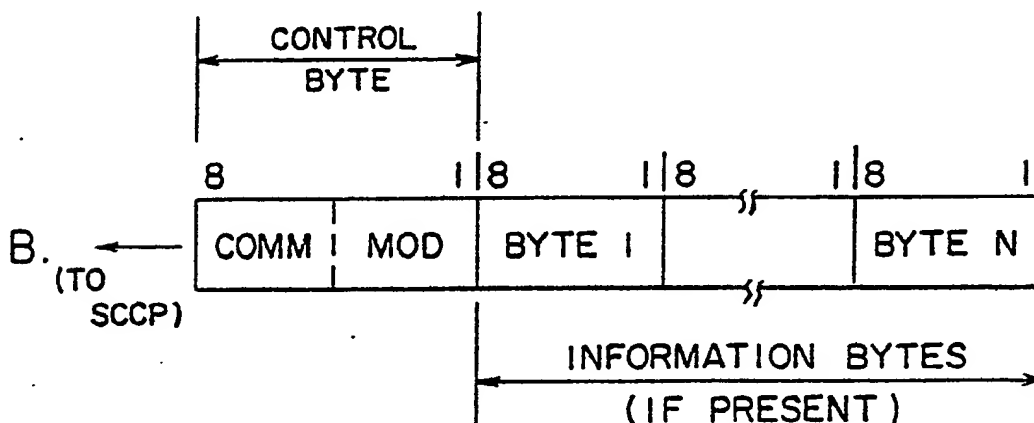 CONTROL
BYTE
8 1 8 1 8 1 8 1
B. COMM MOD BYTE 1 BYTE N
(TO
SCCP)
INFORMATION BYTES
(IF PRESENT)